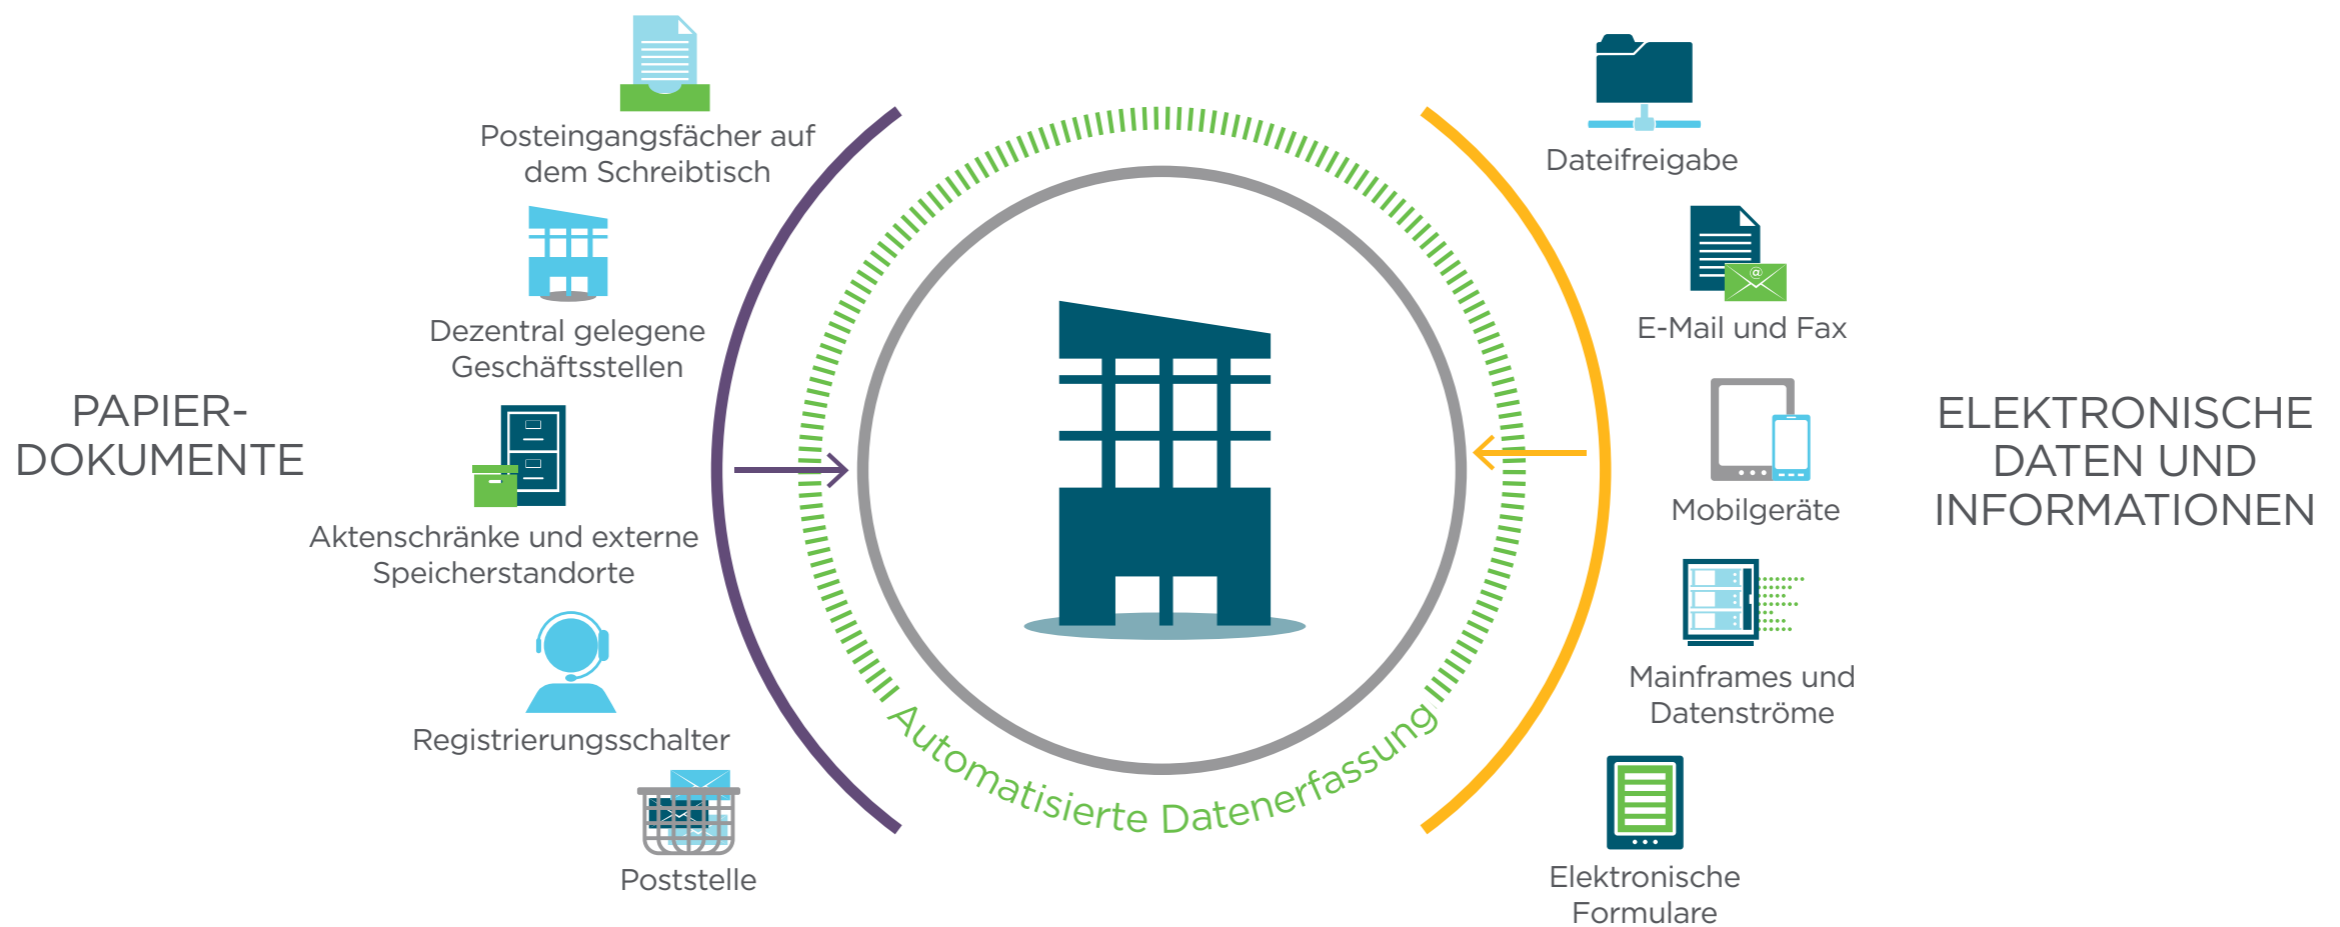 PAPIER-
DOKUMENTE
Posteingangsfächer auf
dem Schreibtisch
Dezentral gelegene
Geschäftsstellen
Aktenschränke und externe
Speicherstandorte
Registrierungsschalter
Poststelle
Automatisierte Datenerfassung
Dateifreigabe
@
E-Mail und Fax
Mobilgeräte
Mainframes und
Datenströme
Elektronische
Formulare
ELEKTRONISCHE
DATEN UND
INFORMATIONEN